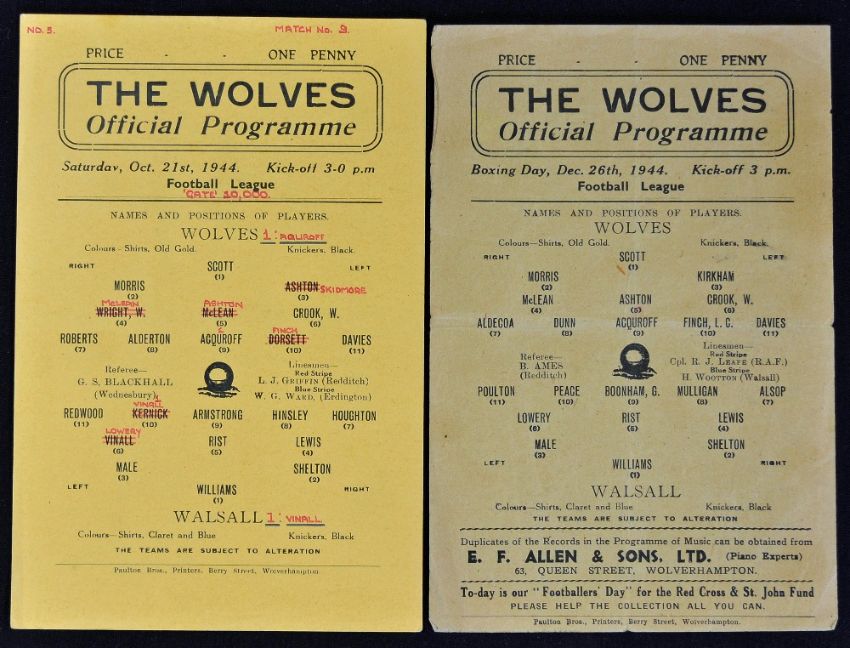 NO. 5. MATCH No. 9.
PRICE - - ONE PENNY
THE WOLVES
Official Programme
Saturday, Oct. 21st, 1944. Kick-off 3-0 p.m
Football League
'GATE' 10,000.
NAMES AND POSITIONS OF PLAYERS.
WOLVES 1: AQUROFF
Colours—Shirts, Old Gold. Knickers, Black.
RIGHT SCOTT LEFT
(1)
MORRIS ASHTON SKIDMORE
(2) (3)
McLEAN ASHTON
WRIGHT, W. McLEAN CROOK, W.
(4) (5) (6)
FINCH
ROBERTS ALDERTON ACQUROFF DORSETT DAVIES
(7) (8) (9) (10) (11)
Referee— Linesmen—
G. S. BLACKHALL Red Stripe
(Wednesbury) L. J. GRIFFIN (Redditch)
Blue Stripe
W. G. WARD, (Erdington)
VINALL
REDWOOD KERNICK ARMSTRONG HINSLEY HOUGHTON
(11) (10) (9) (8) (7)
LOWERY
VINALL RIST LEWIS
(6) (5) (4)
MALE SHELTON
(3) (2)
LEFT WILLIAMS RIGHT
(1)
WALSALL 1: VINALL
Colours—Shirts, Claret and Blue Knickers, Black
THE TEAMS ARE SUBJECT TO ALTERATION
Paulton Bros., Printers, Berry Street, Wolverhampton.
PRICE - - ONE PENNY
THE WOLVES
Official Programme
Boxing Day, Dec. 26th, 1944. Kick-off 3 p.m.
Football League
NAMES AND POSITIONS OF PLAYERS.
WOLVES
Colours—Shirts, Old Gold. Knickers, Black.
RIGHT SCOTT LEFT
(1)
MORRIS KIRKHAM
(2) (3)
McLEAN ASHTON CROOK, W.
(4) (5) (6)
ALDECOA DUNN ACQUROFF FINCH, L. C. DAVIES
(7) (8) (9) (10) (11)
Referee— Linesmen—
B. AMES Red Stripe
(Redditch) Cpl. R. J. LEAFE (R.A.F.)
Blue Stripe
H. WOOTTON (Walsall)
POULTON PEACE BOONHAM, G. MULLIGAN ALSOP
(11) (10) (9) (8) (7)
LOWERY RIST LEWIS
(6) (5) (4)
MALE SHELTON
(3) (2)
LEFT WILLIAMS RIGHT
(1)
WALSALL
Colours—Shirts, Claret and Blue Knickers, Black
THE TEAMS ARE SUBJECT TO ALTERATION
Duplicates of the Records in the Programme of Music can be obtained from
E. F. ALLEN & SONS, LTD. (Piano Experts)
63, QUEEN STREET, WOLVERHAMPTON.
To-day is our "Footballers' Day" for the Red Cross & St. John Fund
PLEASE HELP THE COLLECTION ALL YOU CAN.
Paulton Bros., Printers, Berry Street, Wolverhampton.